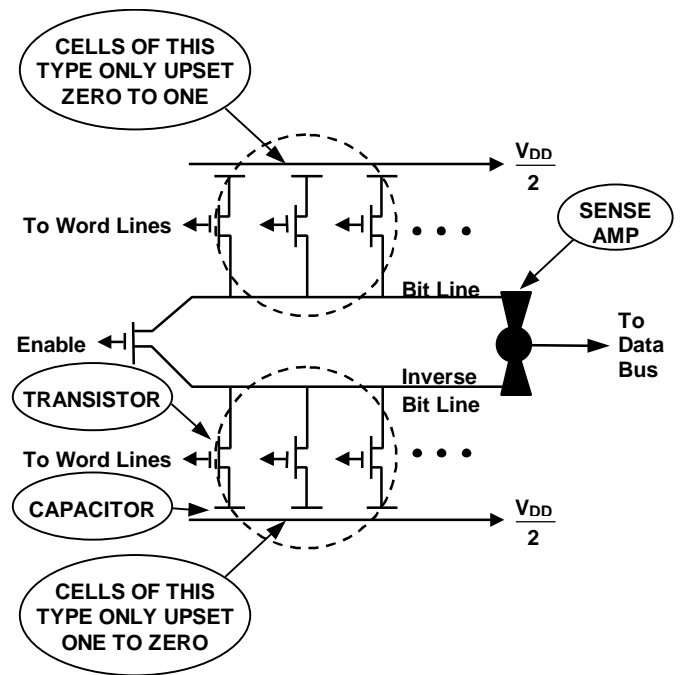 CELLS OF THIS
TYPE ONLY UPSET
ZERO TO ONE
VDD
2
To Word Lines
SENSE
AMP
Bit Line
Enable
To
Data
Bus
Inverse
Bit Line
TRANSISTOR
To Word Lines
CAPACITOR
VDD
2
CELLS OF THIS
TYPE ONLY UPSET
ONE TO ZERO